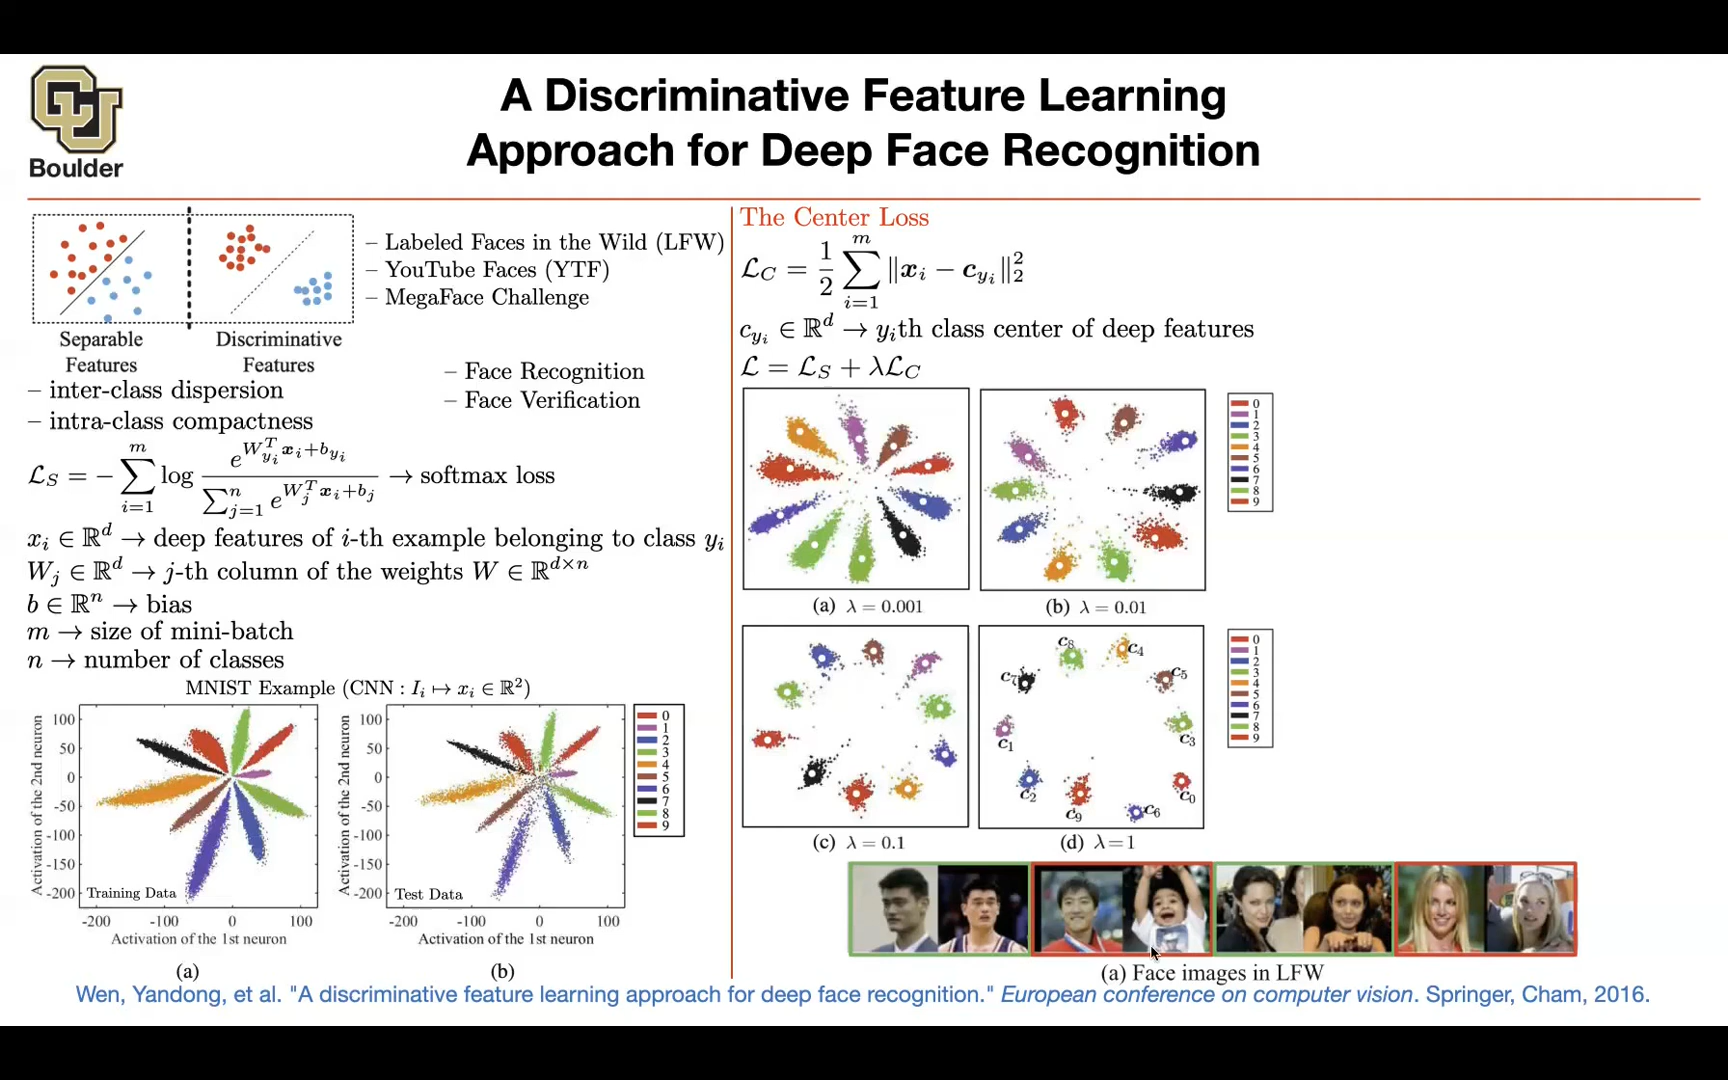 Boulder
A Discriminative Feature Learning
Approach for Deep Face Recognition
Separable
Features
Discriminative
Features
– Labeled Faces in the Wild (LFW)
– YouTube Faces (YTF)
– MegaFace Challenge
– Face Recognition
– Face Verification
– inter-class dispersion
– intra-class compactness
ℒ_S = − ∑_{i=1}^{m} log e^{W_{y_i}^T x_i + b_{y_i}} / ∑_{j=1}^{n} e^{W_j^T x_i + b_j} → softmax loss
x_i ∈ ℝ^d → deep features of i-th example belonging to class y_i
W_j ∈ ℝ^d → j-th column of the weights W ∈ ℝ^{d×n}
b ∈ ℝ^n → bias
m → size of mini-batch
n → number of classes
MNIST Example (CNN : I_i ↦ x_i ∈ ℝ^2)
Activation of the 2nd neuron
100
50
0
-50
-100
-150
-200
Training Data
-200 -100 0 100
Activation of the 1st neuron
(a)
Activation of the 2nd neuron
100
50
0
-50
-100
-150
-200
Test Data
-200 -100 0 100
Activation of the 1st neuron
(b)
0
1
2
3
4
5
6
7
8
9
The Center Loss
ℒ_C = 1/2 ∑_{i=1}^{m} ‖x_i − c_{y_i}‖_2^2
c_{y_i} ∈ ℝ^d → y_i th class center of deep features
ℒ = ℒ_S + λℒ_C
(a) λ = 0.001
(b) λ = 0.01
0
1
2
3
4
5
6
7
8
9
(c) λ = 0.1
c_8
c_4
c_7
c_5
c_1
c_3
c_2
c_0
c_9
c_6
(d) λ=1
0
1
2
3
4
5
6
7
8
9
(a) Face images in LFW
Wen, Yandong, et al. "A discriminative feature learning approach for deep face recognition." European conference on computer vision. Springer, Cham, 2016.